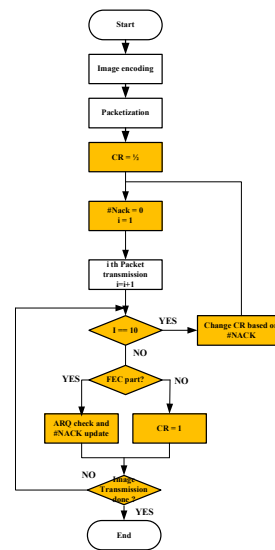 Start
Image encoding
Packetization
CR = ½
#Nack = 0
i = 1
i th Packet
transmission
i=i+1
I == 10
YES
Change CR based on
#NACK
NO
FEC part?
YES
NO
ARQ check and
#NACK update
CR = 1
NO
Image
Transmission
done ?
YES
End